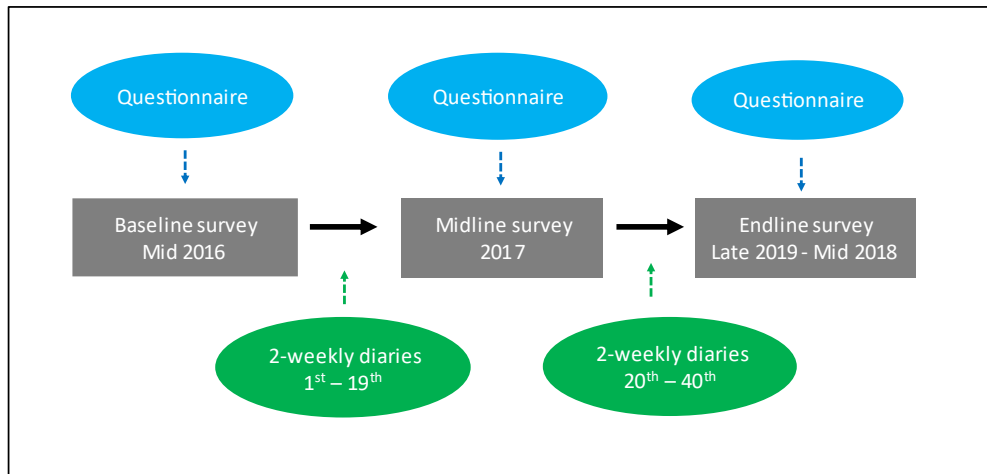 Questionnaire
Questionnaire
Questionnaire
Baseline survey
Mid 2016
Midline survey
2017
Endline survey
Late 2019 - Mid 2018
2-weekly diaries
1st – 19th
2-weekly diaries
20th – 40th